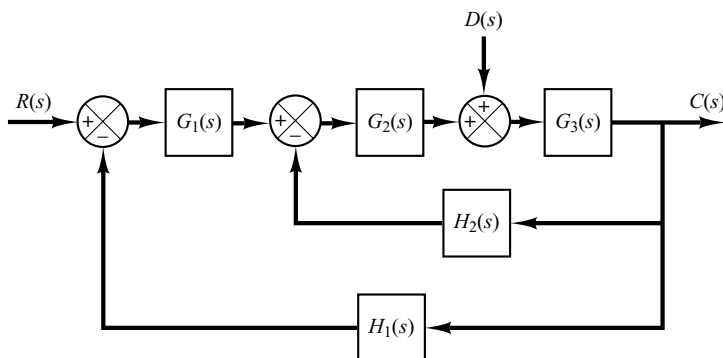 D(s)
R(s)
+
−
G₁(s)
+
−
G₂(s)
+
+
G₃(s)
C(s)
H₂(s)
H₁(s)